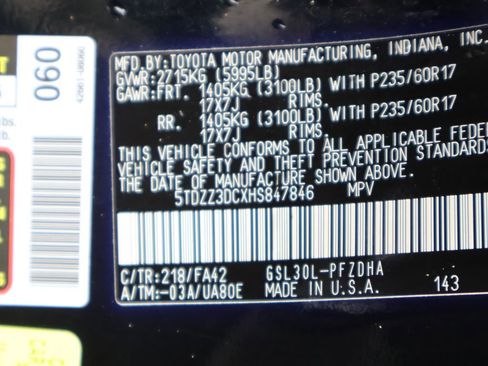 MFD.BY:TOYOTA MOTOR MANUFACTURING, INDIANA, INC.
GVWR:2715KG (5995LB)
GAWR:FRT. 1405KG (3100LB) WITH P235/60R17
17X7J RIMS.
RR. 1405KG (3100LB) WITH P235/60R17
17X7J RIMS.
THIS VEHICLE CONFORMS TO ALL APPLICABLE FEDE
VEHICLE SAFETY AND THEFT PREVENTION STANDARDS
THE DATE OF MANUFACTURE
5TDZZ3DCXHS847846 MPV
C/TR:218/FA42 GSL30L-PFZDHA
A/TM:-03A/UA80E MADE IN U.S.A. 143
060